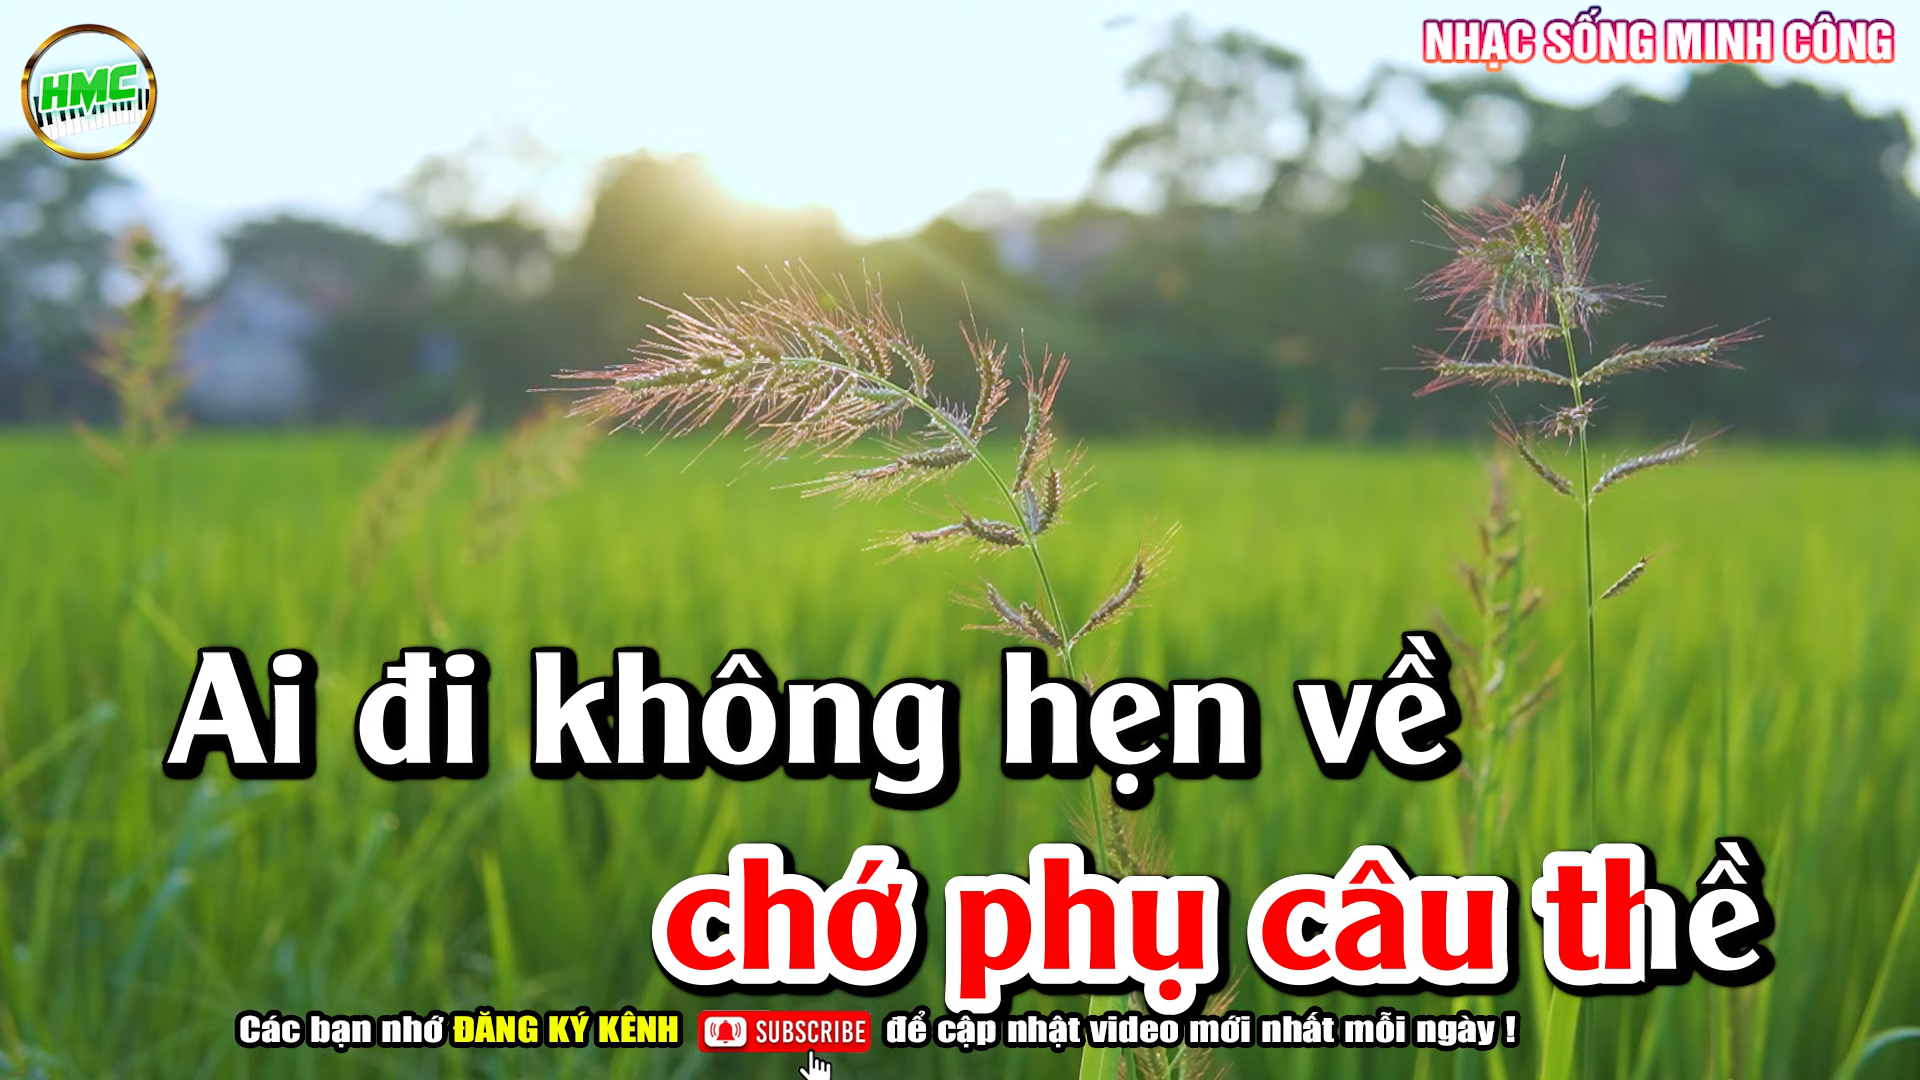 HMC
NHẠC SỐNG MINH CÔNG
Ai đi không hẹn về
chớ phụ câu thề
Các bạn nhớ ĐĂNG KÝ KÊNH SUBSCRIBE để cập nhật video mới nhất mỗi ngày !